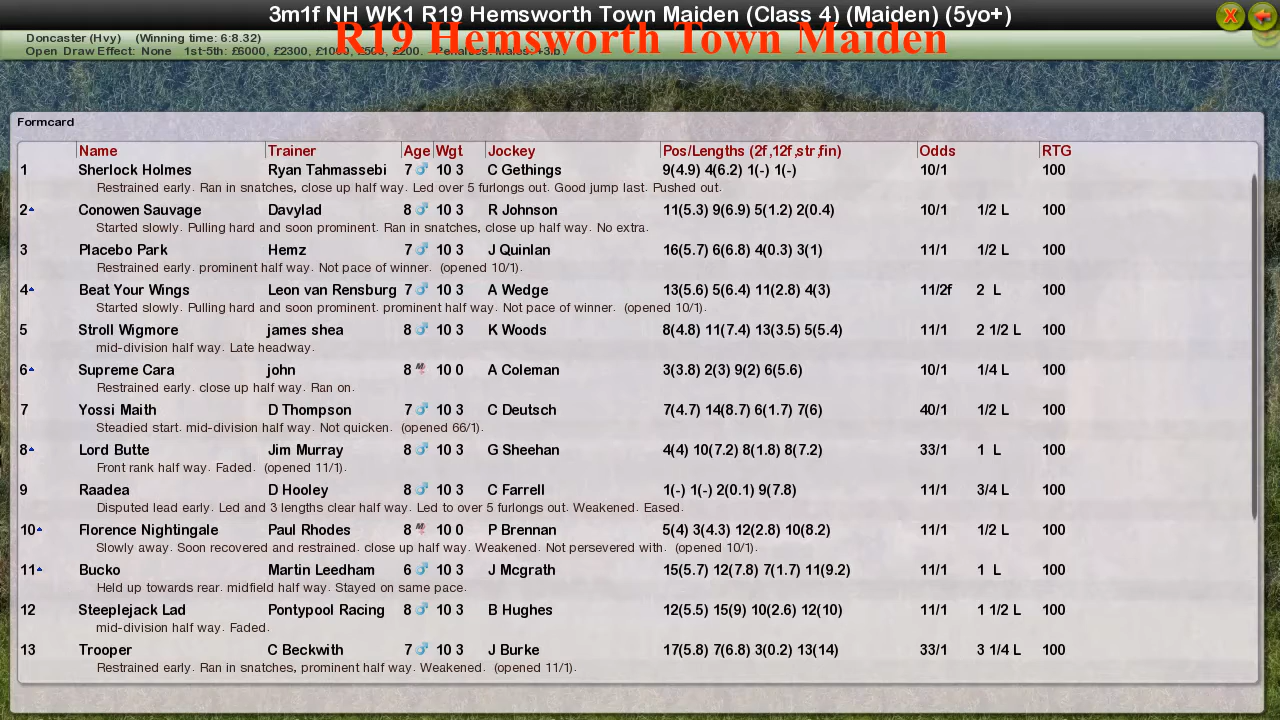 3m1f NH WK1 R19 Hemsworth Town Maiden (Class 4) (Maiden) (5yo+)
R19 Hemsworth Town Maiden
Doncaster (Hvy) (Winning time: 6:8.32)
Open Draw Effect: None 1st-5th: £6000, £2300, £1000, £500, £200. Penalties: Males: +3lb
Formcard
Name Trainer Age Wgt Jockey Pos/Lengths (2f,12f,str,fin) Odds RTG
1 Sherlock Holmes Ryan Tahmassebi 7 10 3 C Gethings 9(4.9) 4(6.2) 1(-) 1(-) 10/1 100
Restrained early. Ran in snatches, close up half way. Led over 5 furlongs out. Good jump last. Pushed out.
2 Conowen Sauvage Davylad 8 10 3 R Johnson 11(5.3) 9(6.9) 5(1.2) 2(0.4) 10/1 1/2 L 100
Started slowly. Pulling hard and soon prominent. Ran in snatches, close up half way. No extra.
3 Placebo Park Hemz 7 10 3 J Quinlan 16(5.7) 6(6.8) 4(0.3) 3(1) 11/1 1/2 L 100
Restrained early. prominent half way. Not pace of winner. (opened 10/1).
4 Beat Your Wings Leon van Rensburg 7 10 3 A Wedge 13(5.6) 5(6.4) 11(2.8) 4(3) 11/2f 2 L 100
Started slowly. Pulling hard and soon prominent. prominent half way. Not pace of winner. (opened 10/1).
5 Stroll Wigmore james shea 8 10 3 K Woods 8(4.8) 11(7.4) 13(3.5) 5(5.4) 11/1 2 1/2 L 100
mid-division half way. Late headway.
6 Supreme Cara john 8 10 0 A Coleman 3(3.8) 2(3) 9(2) 6(5.6) 10/1 1/4 L 100
Restrained early. close up half way. Ran on.
7 Yossi Maith D Thompson 7 10 3 C Deutsch 7(4.7) 14(8.7) 6(1.7) 7(6) 40/1 1/2 L 100
Steadied start. mid-division half way. Not quicken. (opened 66/1).
8 Lord Butte Jim Murray 8 10 3 G Sheehan 4(4) 10(7.2) 8(1.8) 8(7.2) 33/1 1 L 100
Front rank half way. Faded. (opened 11/1).
9 Raadea D Hooley 8 10 3 C Farrell 1(-) 1(-) 2(0.1) 9(7.8) 11/1 3/4 L 100
Disputed lead early. Led and 3 lengths clear half way. Led to over 5 furlongs out. Weakened. Eased.
10 Florence Nightingale Paul Rhodes 8 10 0 P Brennan 5(4) 3(4.3) 12(2.8) 10(8.2) 11/1 1/2 L 100
Slowly away. Soon recovered and restrained. close up half way. Weakened. Not persevered with. (opened 10/1).
11 Bucko Martin Leedham 6 10 3 J Mcgrath 15(5.7) 12(7.8) 7(1.7) 11(9.2) 11/1 1 L 100
Held up towards rear. midfield half way. Stayed on same pace.
12 Steeplejack Lad Pontypool Racing 8 10 3 B Hughes 12(5.5) 15(9) 10(2.6) 12(10) 11/1 1 1/2 L 100
mid-division half way. Faded.
13 Trooper C Beckwith 7 10 3 J Burke 17(5.8) 7(6.8) 3(0.2) 13(14) 33/1 3 1/4 L 100
Restrained early. Ran in snatches, prominent half way. Weakened. (opened 11/1).